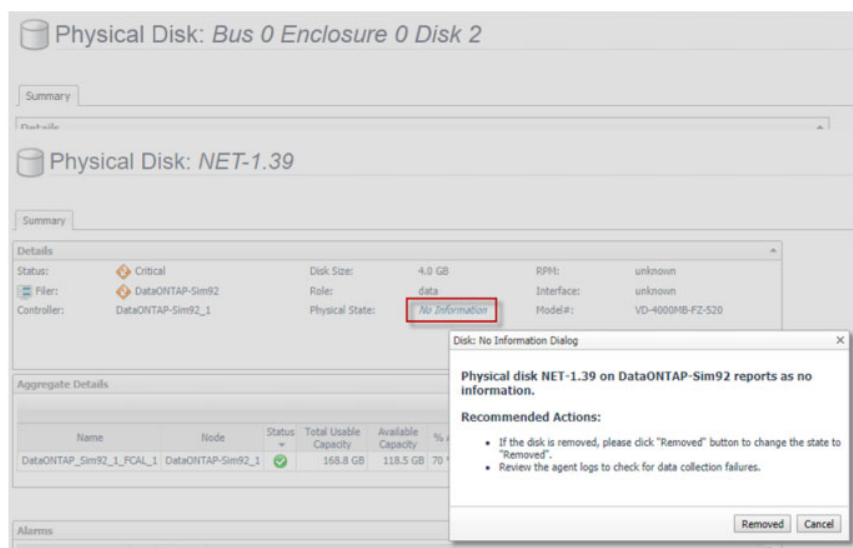 Physical Disk: Bus 0 Enclosure 0 Disk 2
Summary
Details
Physical Disk: NET-1.39
Summary
Details
Status: Critical Disk Size: 4.0 GB RPM: unknown
Filer: DataONTAP-Sim92 Role: data Interface: unknown
Controller: DataONTAP-Sim92_1 Physical State: No Information Model#: VD-4000MB-FZ-520
Disk: No Information Dialog
Physical disk NET-1.39 on DataONTAP-Sim92 reports as no
information.
Recommended Actions:
If the disk is removed, please click "Removed" button to change the state to
"Removed".
Review the agent logs to check for data collection failures.
Removed Cancel
Aggregate Details
Name Node Status Total Usable Capacity Available Capacity %
DataONTAP_Sim92_1_FCAL_1 DataONTAP-Sim92_1 168.8 GB 118.5 GB 70
Alarms